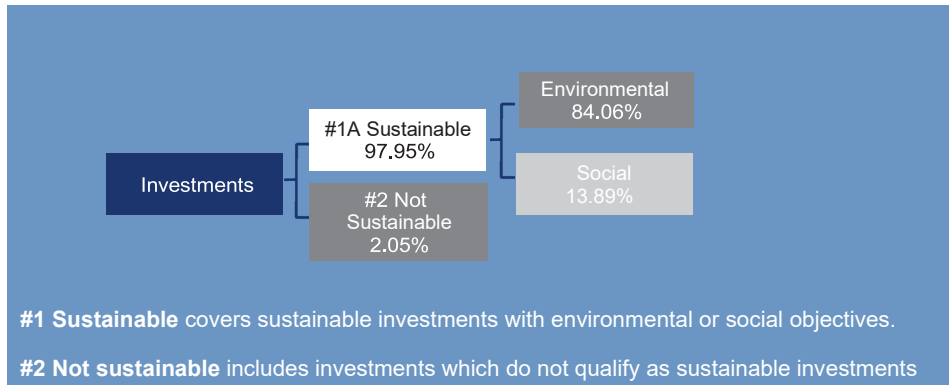 Investments
#1A Sustainable
97.95%
#2 Not
Sustainable
2.05%
Environmental
84.06%
Social
13.89%
#1 Sustainable covers sustainable investments with environmental or social objectives.
#2 Not sustainable includes investments which do not qualify as sustainable investments